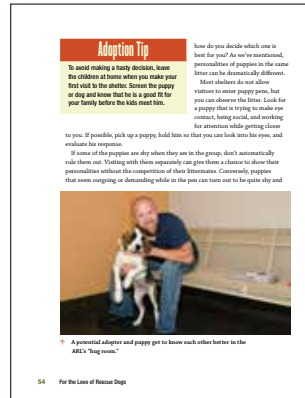 Adoption Tip
To avoid making a hasty decision, leave
the children at home when you make your
first visit to the shelter. Screen the puppy
or dog and know that he is a good fit for
your family before the kids meet him.
how do you decide which one is
best for you? As we've mentioned,
personalities of puppies in the same
litter can be dramatically different.
Most shelters do not allow
visitors to enter puppy pens, but
you can observe the litter. Look for
a puppy that is trying to make eye
contact, being social, and working
for attention while getting closer
to you. If possible, pick up a puppy, hold him so that you can look into his eyes, and
evaluate his response.
If some of the puppies are shy when they are in the group, don't automatically
rule them out. Visiting with them separately can give them a chance to show their
personalities without the competition of their littermates. Conversely, puppies
that seem outgoing or demanding while in the pen can turn out to be quite shy and
↑ A potential adopter and puppy get to know each other better in the
ARL's "hug room."
54 For the Love of Rescue Dogs